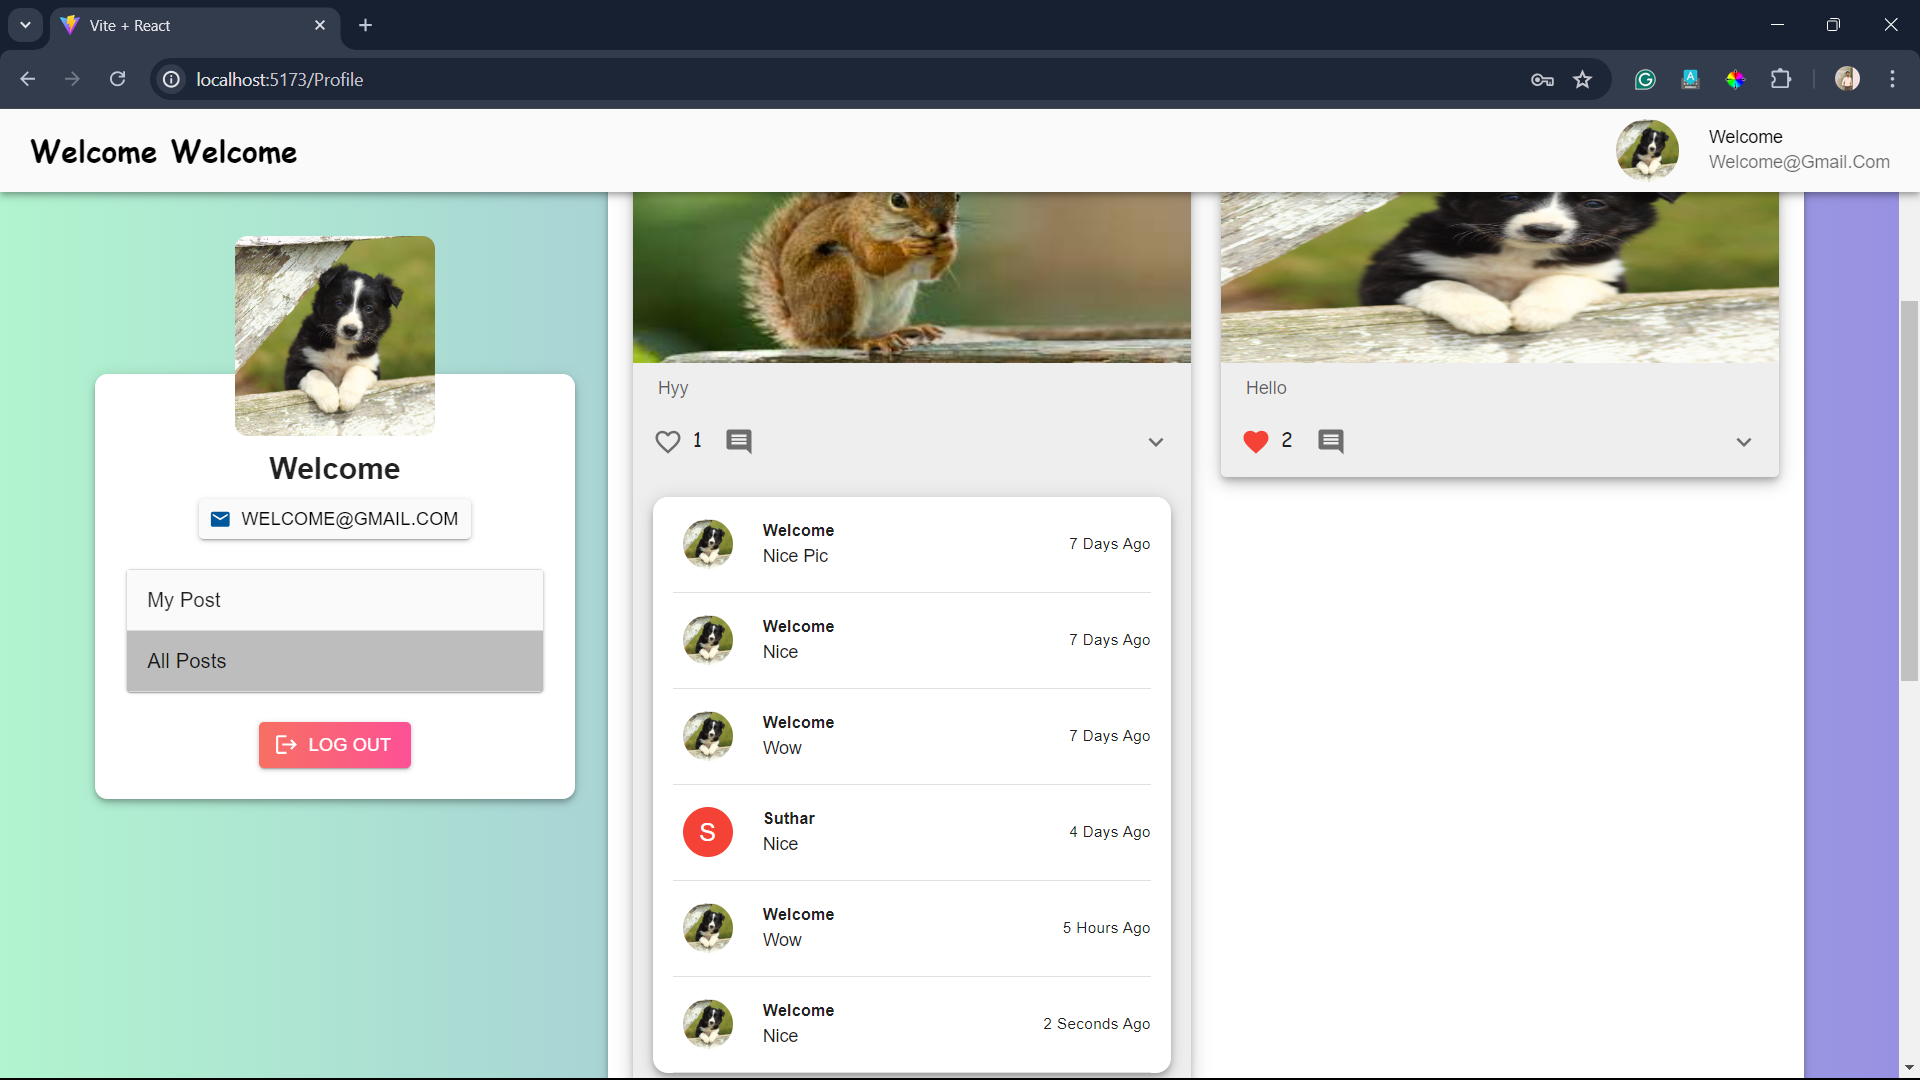 Vite + React
localhost:5173/Profile
Welcome Welcome
Welcome
Welcome@Gmail.Com
Welcome
WELCOME@GMAIL.COM
My Post
All Posts
LOG OUT
Hyy
1
Welcome
Nice Pic
7 Days Ago
Welcome
Nice
7 Days Ago
Welcome
Wow
7 Days Ago
S
Suthar
Nice
4 Days Ago
Welcome
Wow
5 Hours Ago
Welcome
Nice
2 Seconds Ago
Hello
2